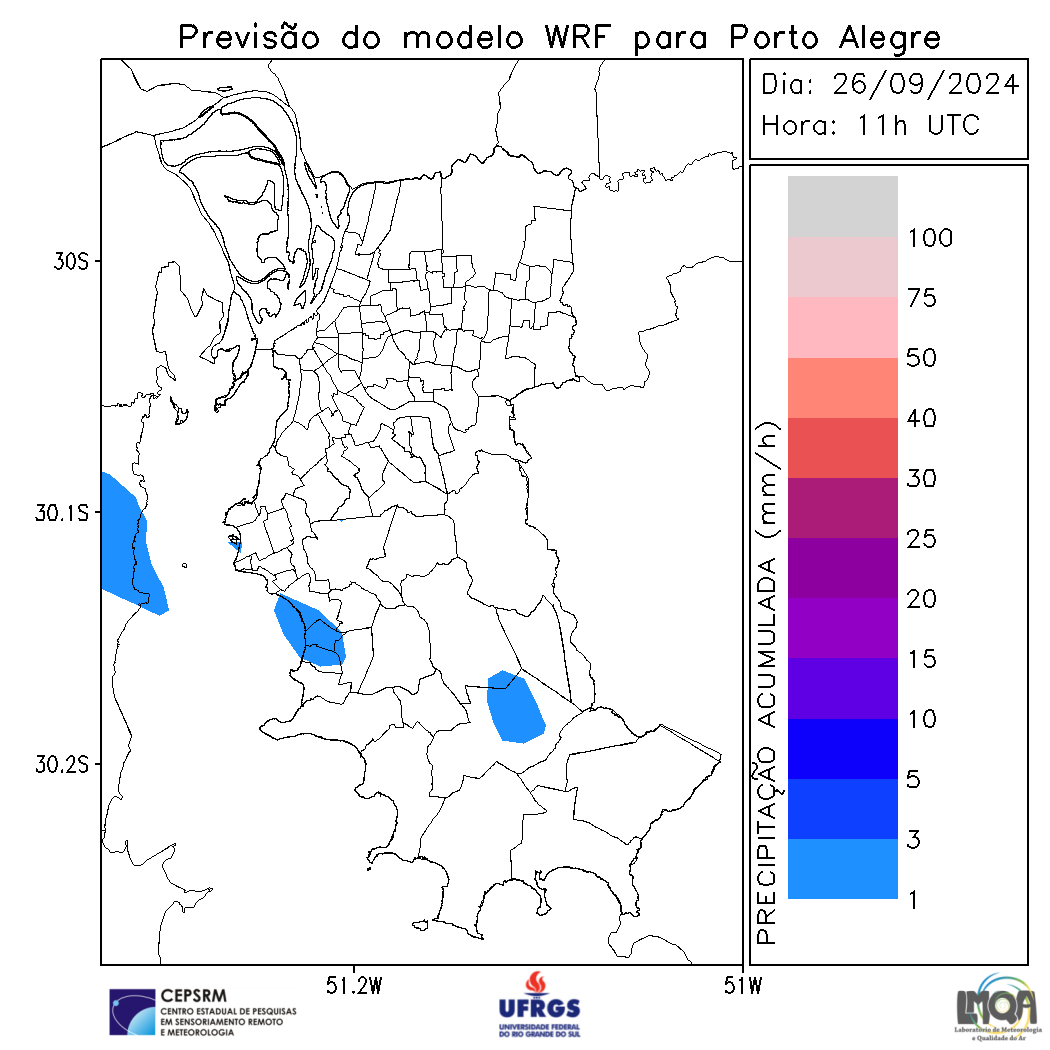 Previsão do modelo WRF para Porto Alegre
Dia: 26/09/2024
Hora: 11h UTC
100
75
50
40
30
25
20
15
10
5
3
1
PRECIPITAÇÃO ACUMULADA (mm/h)
30S
30.1S
30.2S
51.2W
51W
CEPSRM
CENTRO ESTADUAL DE PESQUISAS
EM SENSORIAMENTO REMOTO
E METEOROLOGIA
UFRGS
UNIVERSIDADE FEDERAL
DO RIO GRANDE DO SUL
LMQA
Laboratório de Meteorologia
e Qualidade do Ar